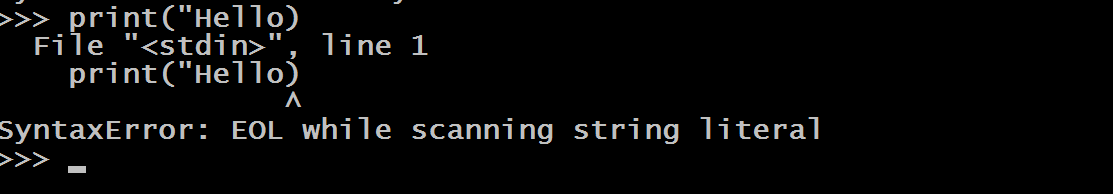 >>> print("Hello)
  File "<stdin>", line 1
    print("Hello)
                ^
SyntaxError: EOL while scanning string literal
>>> _